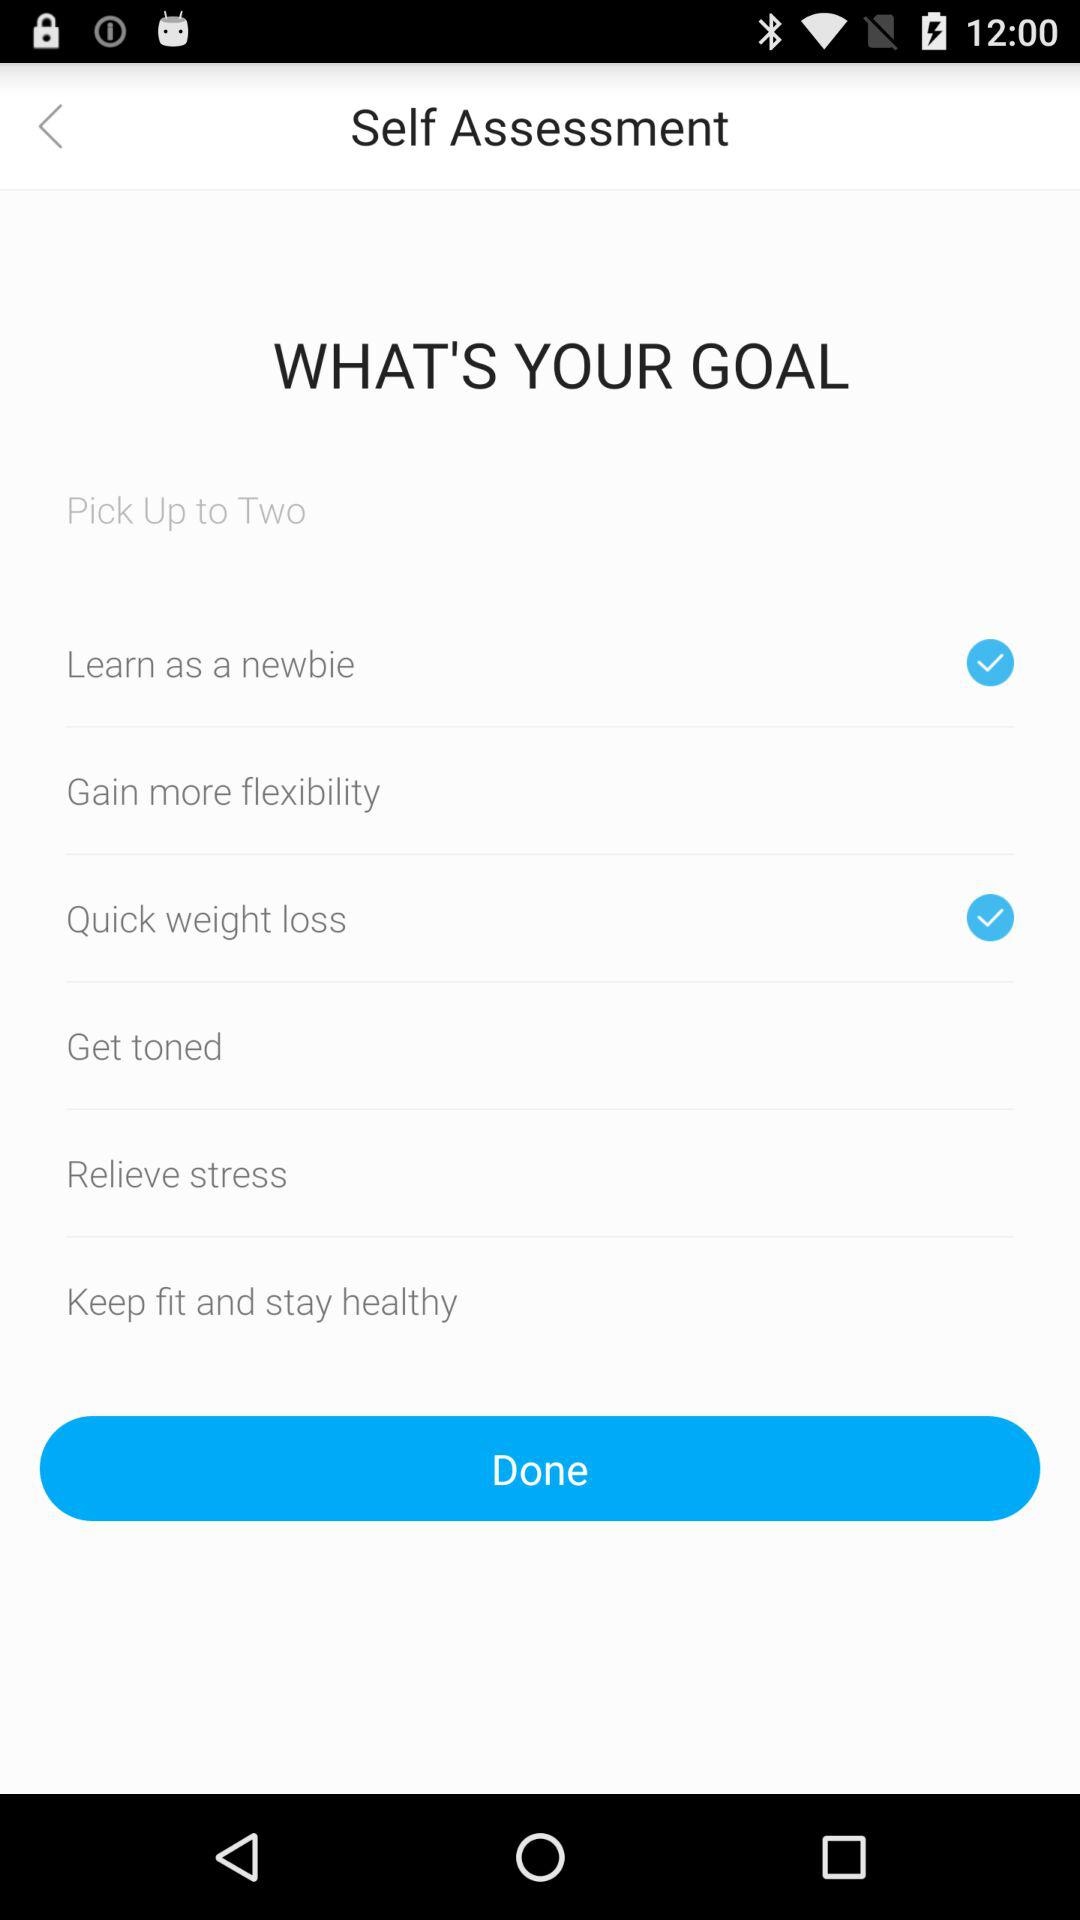 12:00
Self Assessment
WHAT'S YOUR GOAL
Pick Up to Two
Learn as a newbie
Gain more flexibility
Quick weight loss
Get toned
Relieve stress
Keep fit and stay healthy
Done